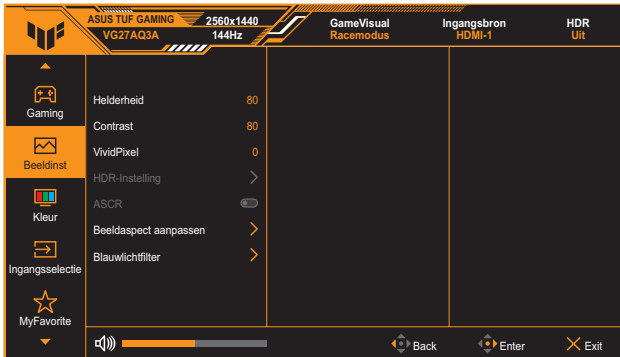 ASUS TUF GAMING 2560x1440
VG27AQ3A 144Hz
GameVisual
Racemodus
Ingangsbron
HDMI-1
HDR
Uit
Gaming
Beeldinst
Kleur
Ingangsselectie
MyFavorite
Helderheid 80
Contrast 80
VividPixel 0
HDR-Instelling
ASCR
Beeldaspect aanpassen
Blauwlichtfilter
Back
Enter
Exit